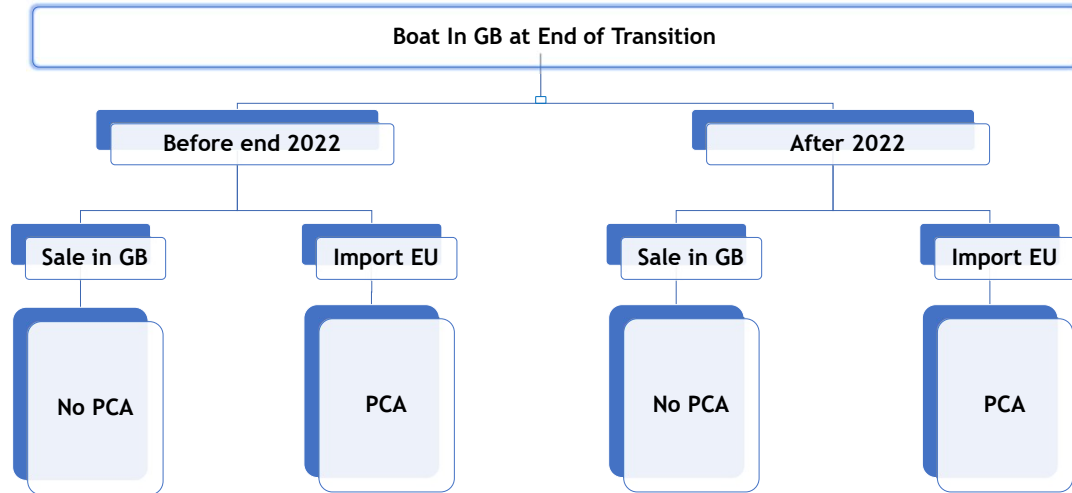 Boat In GB at End of Transition
Before end 2022
After 2022
Sale in GB
Import EU
Sale in GB
Import EU
No PCA
PCA
No PCA
PCA